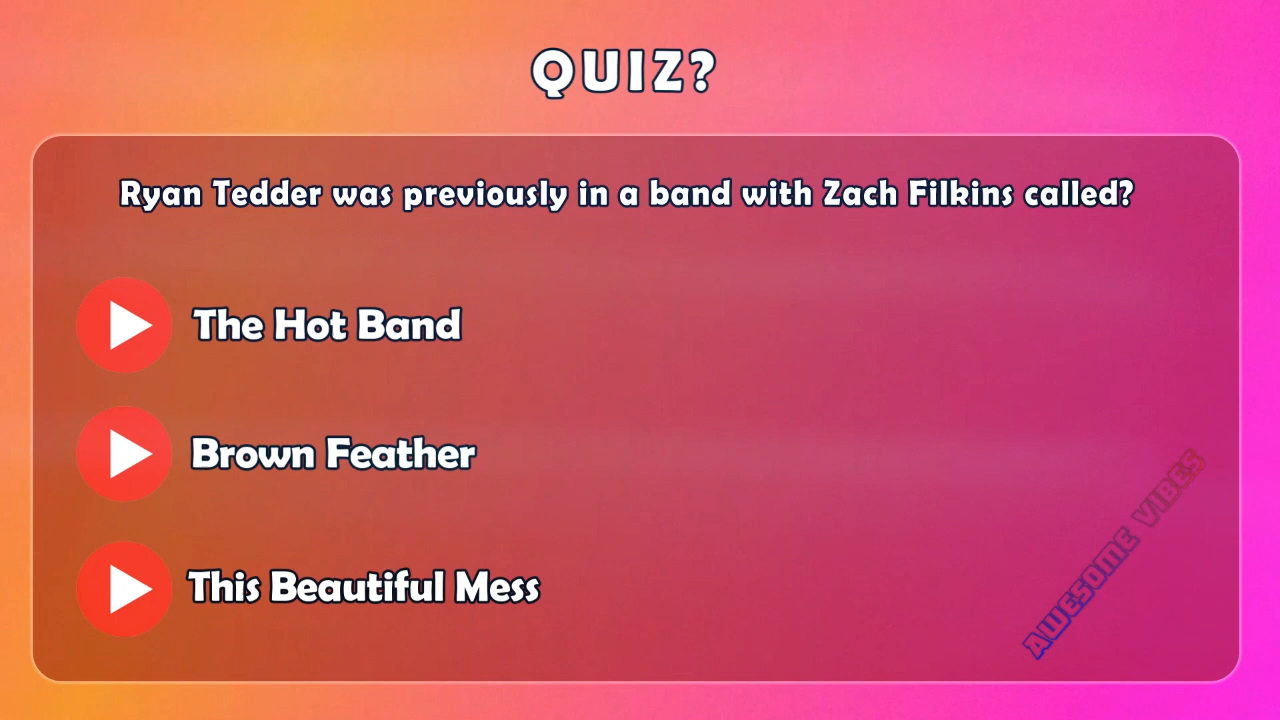 QUIZ?
Ryan Tedder was previously in a band with Zach Filkins called?
The Hot Band
Brown Feather
This Beautiful Mess
AWESOME VIBES